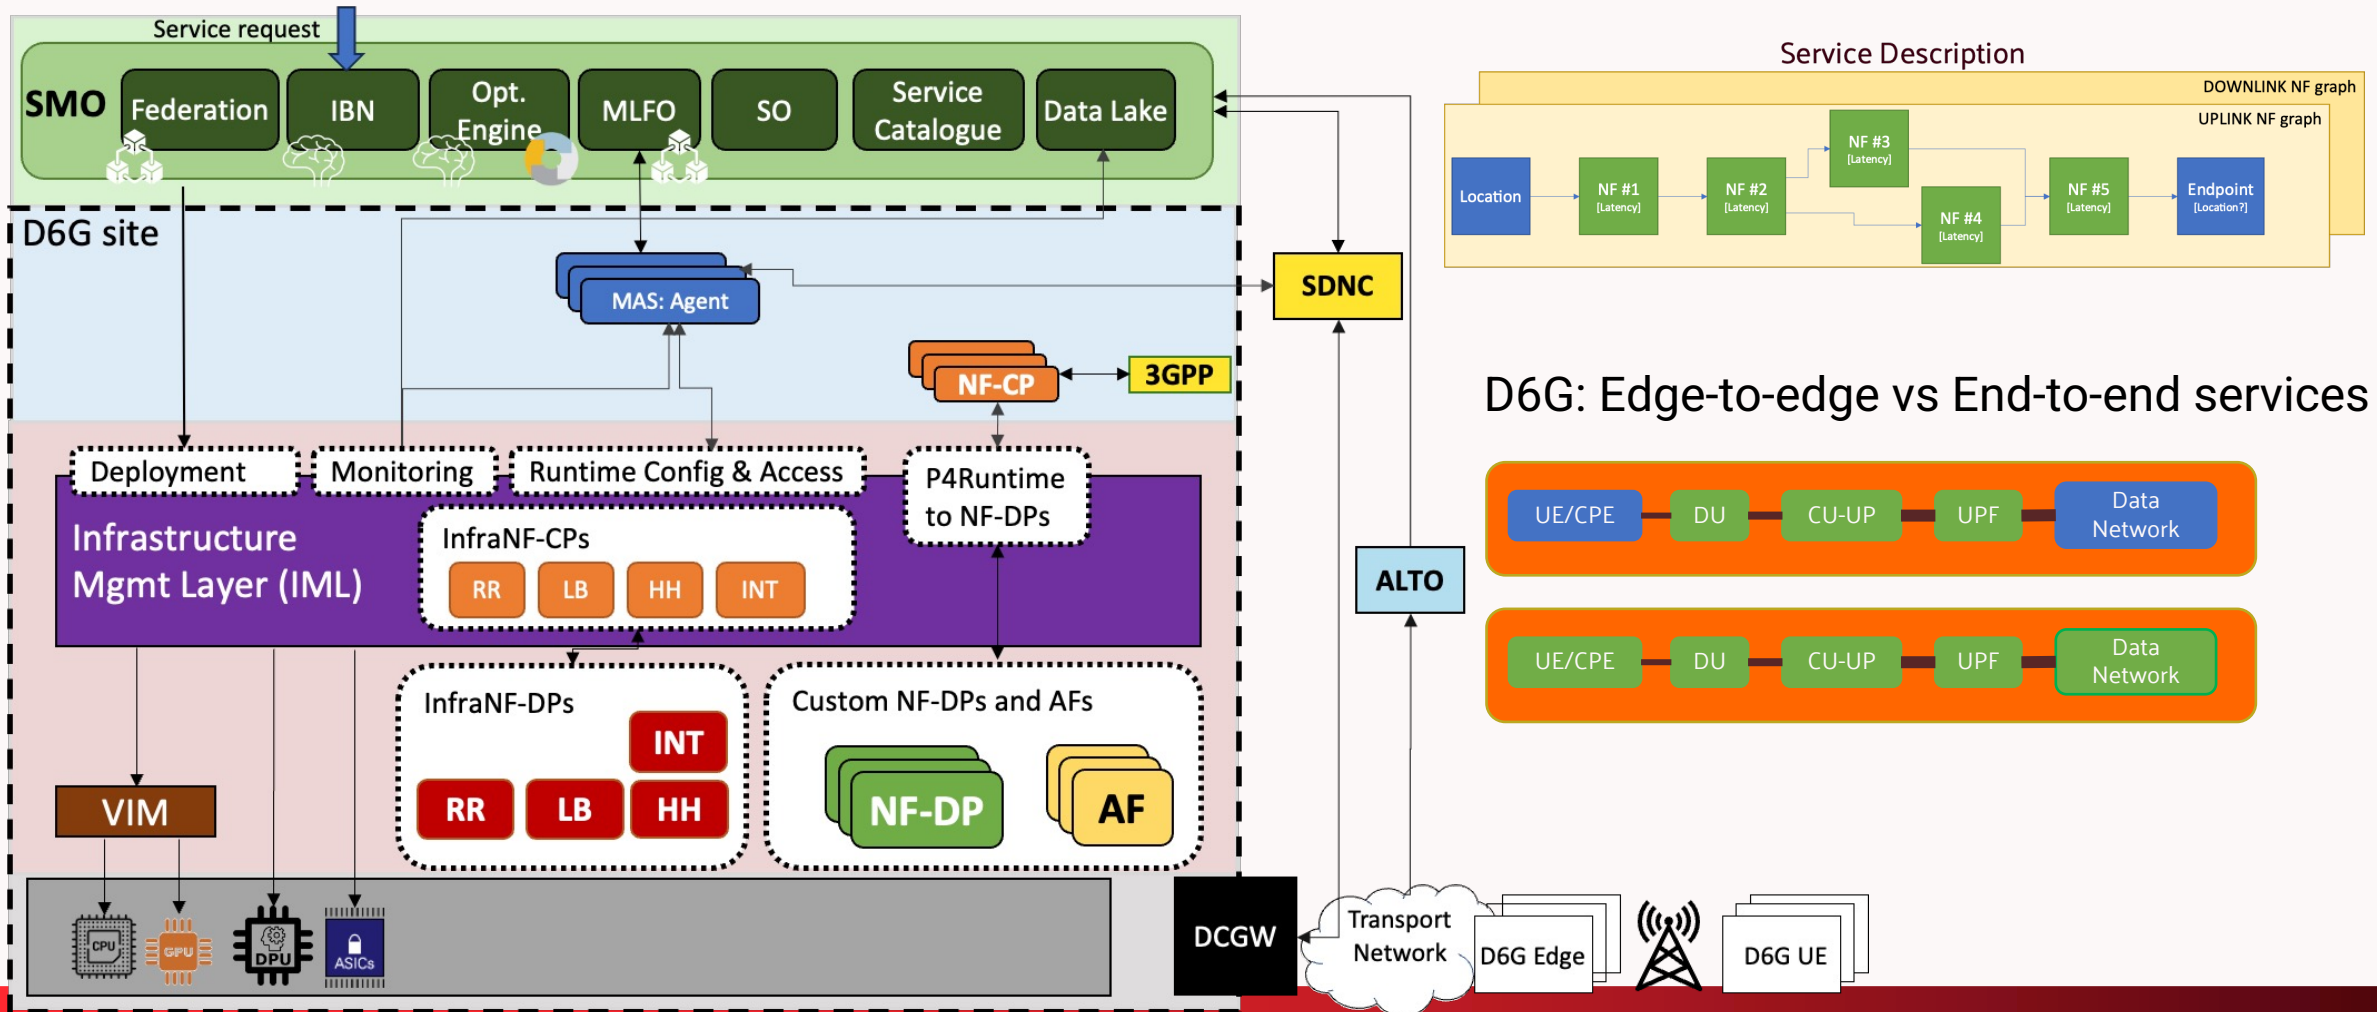 Service request
SMO
Federation
IBN
Opt.
Engine
MLFO
SO
Service
Catalogue
Data Lake
D6G site
MAS: Agent
SDNC
NF-CP
3GPP
Deployment
Monitoring
Runtime Config & Access
P4Runtime
to NF-DPs
Infrastructure
Mgmt Layer (IML)
InfraNF-CPs
RR
LB
HH
INT
ALTO
InfraNF-DPs
INT
RR
LB
HH
Custom NF-DPs and AFs
NF-DP
AF
VIM
CPU
GPU
DPU
ASICs
DCGW
Transport
Network
D6G Edge
D6G UE
Service Description
DOWNLINK NF graph
UPLINK NF graph
Location
NF #1
[Latency]
NF #2
[Latency]
NF #3
[Latency]
NF #4
[Latency]
NF #5
[Latency]
Endpoint
[Location?]
D6G: Edge-to-edge vs End-to-end services
UE/CPE
DU
CU-UP
UPF
Data
Network
UE/CPE
DU
CU-UP
UPF
Data
Network